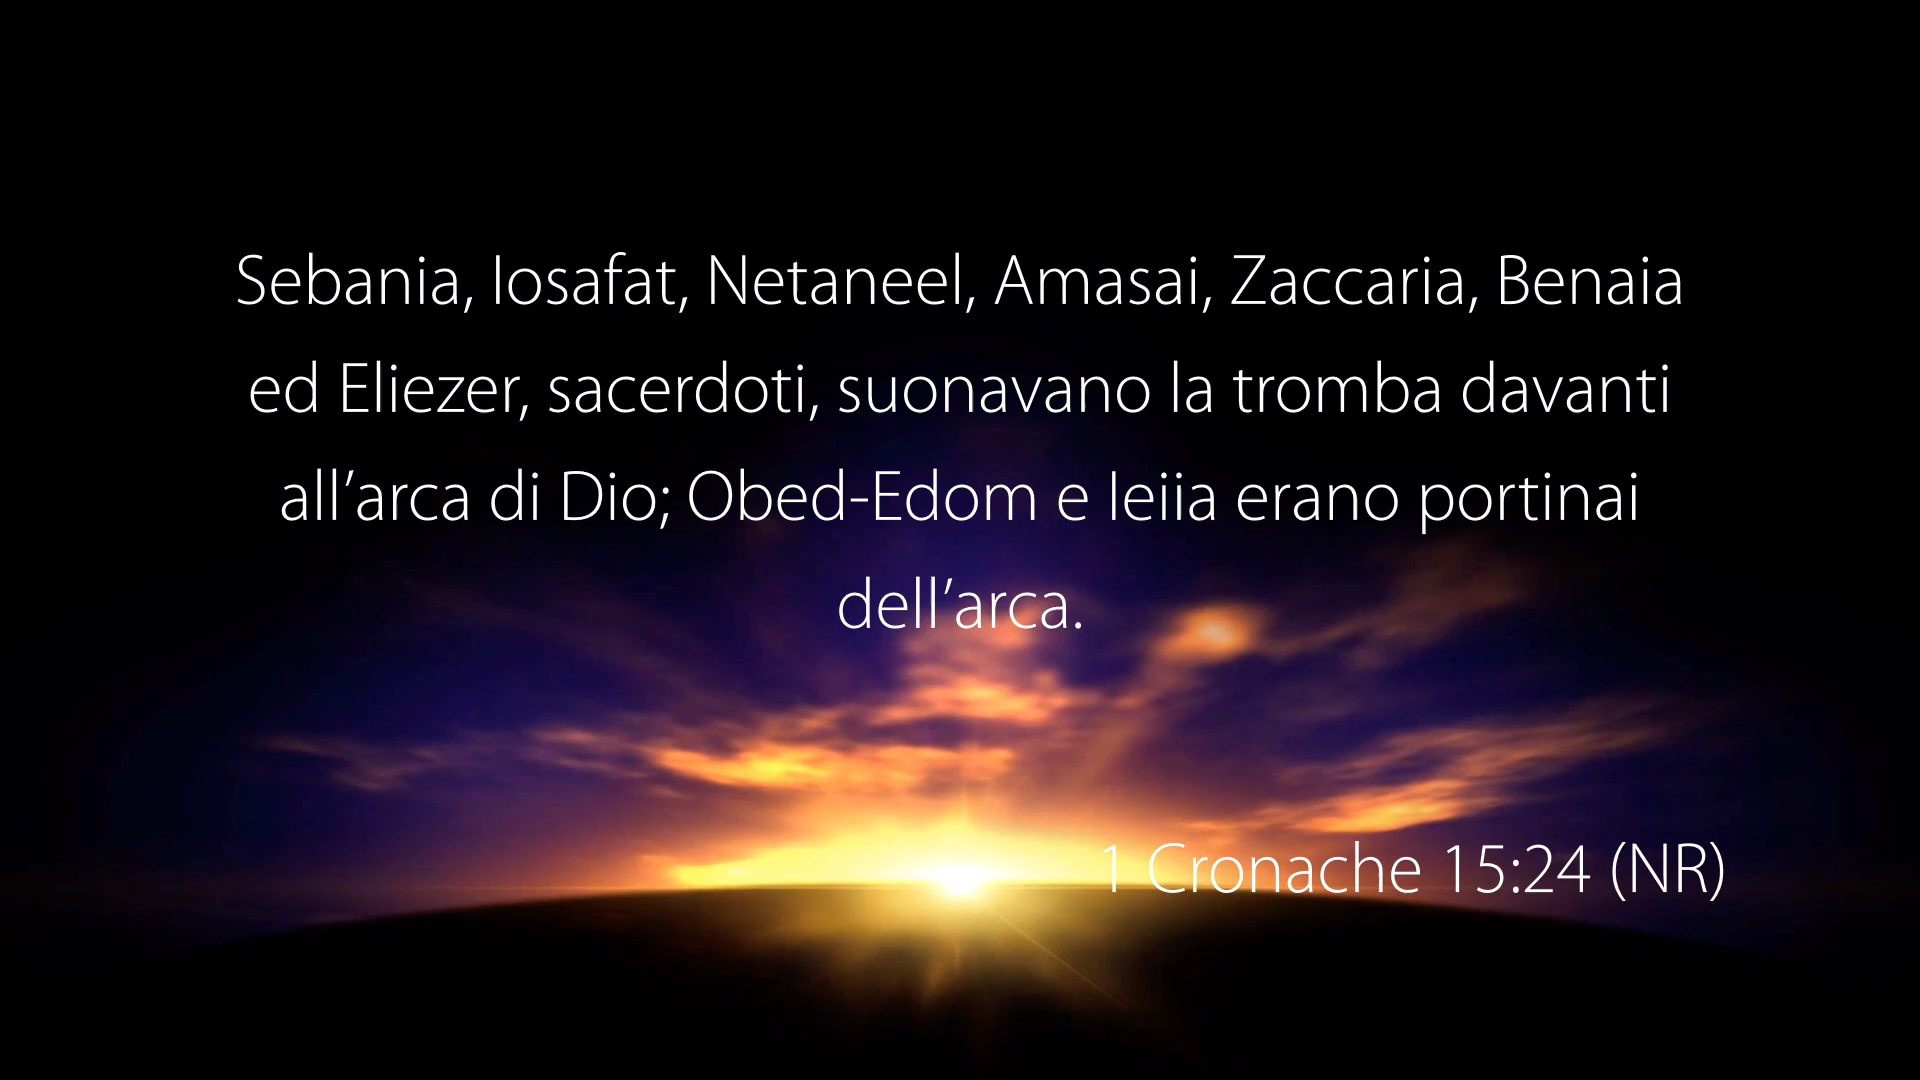 Sebania, Iosafat, Netaneel, Amasai, Zaccaria, Benaia
ed Eliezer, sacerdoti, suonavano la tromba davanti
all’arca di Dio; Obed-Edom e Ieiia erano portinai
dell’arca.
1 Cronache 15:24 (NR)